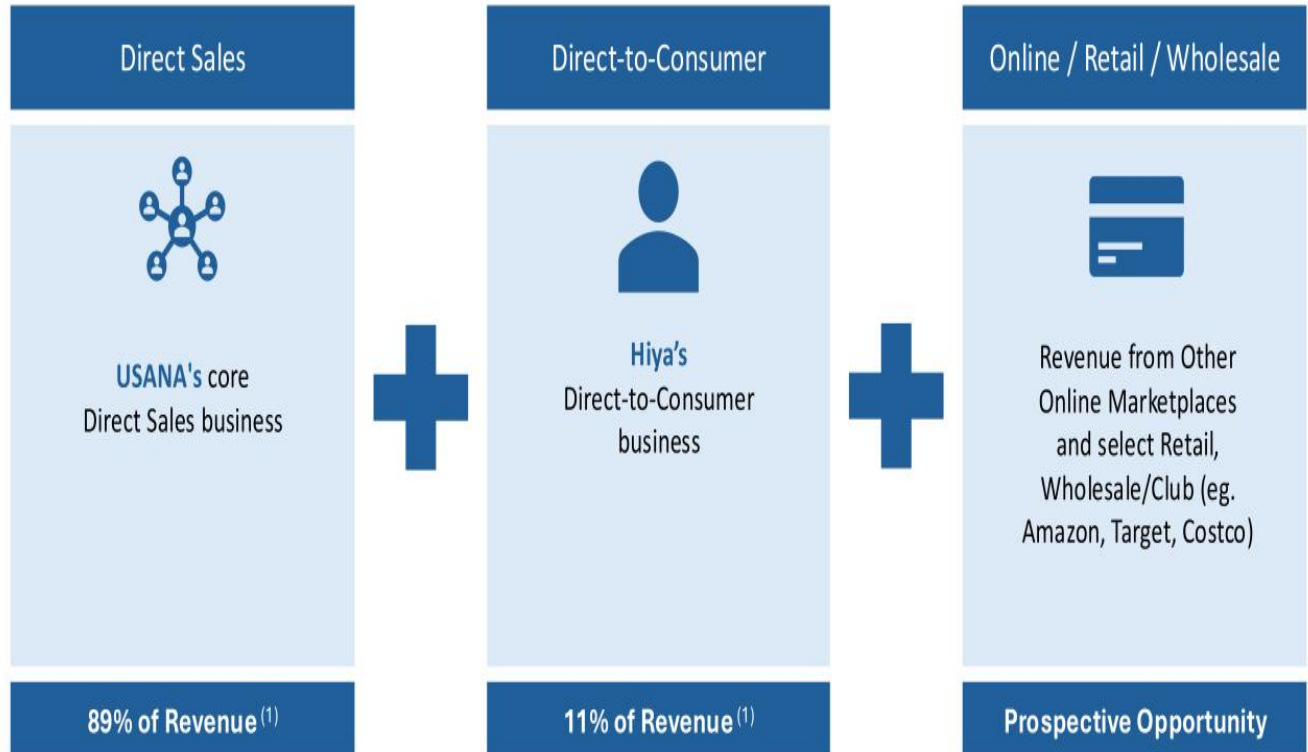 Direct Sales
USANA's core
Direct Sales business
89% of Revenue (1)
Direct-to-Consumer
Hiya’s
Direct-to-Consumer
business
11% of Revenue (1)
Online / Retail / Wholesale
Revenue from Other
Online Marketplaces
and select Retail,
Wholesale/Club (eg.
Amazon, Target, Costco)
Prospective Opportunity